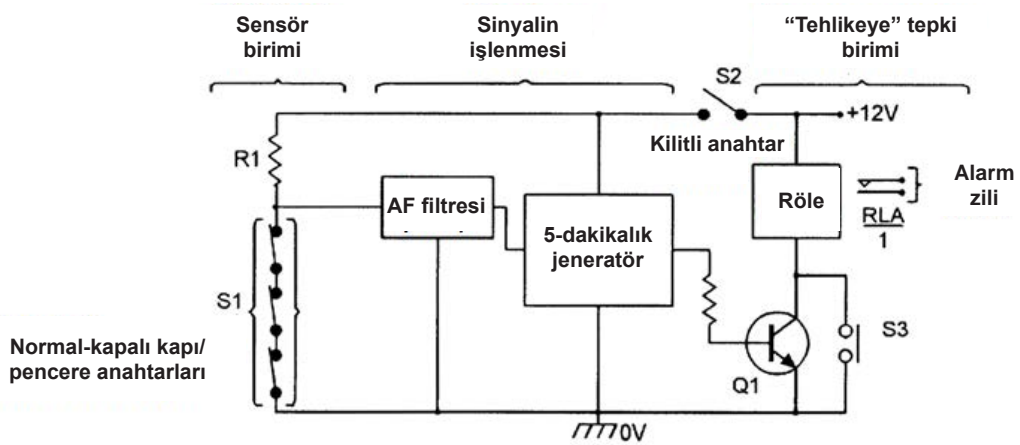 Sensör
birimi
Sinyalin
işlenmesi
“Tehlikeye” tepki
birimi
S2
+12V
Kilitli anahtar
R1
AF filtresi
5-dakikalık
jeneratör
Röle
RLA
1
Alarm
zili
S1
Normal-kapalı kapı/
pencere anahtarları
Q1
S3
0V